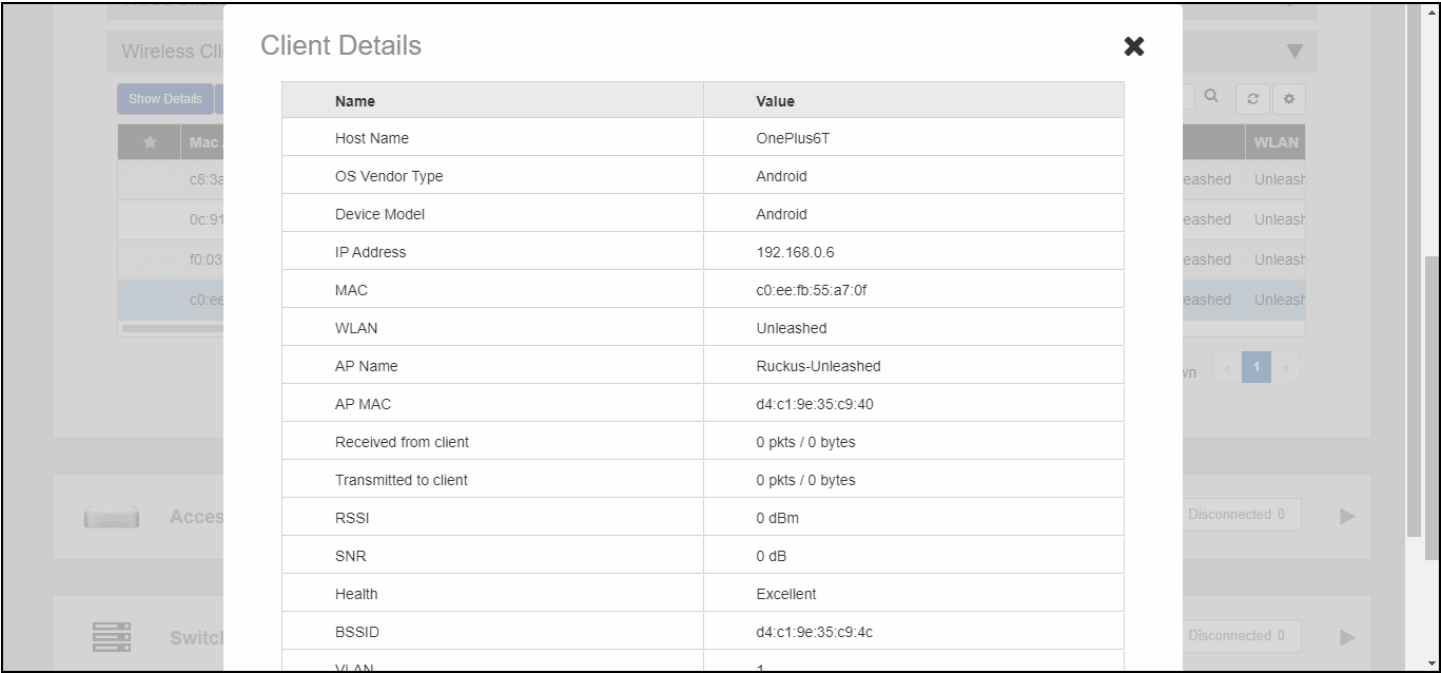 Wireless Cli
Client Details
Show Details
Name Value
Host Name OnePlus6T
Mac WLAN
OS Vendor Type Android
c8:3a eashed Unleash
Device Model Android
0c:91 eashed Unleash
IP Address 192.168.0.6
f0:03 eashed Unleash
MAC c0:ee:fb:55:a7:0f
c0:ee eashed Unleash
WLAN Unleashed
AP Name Ruckus-Unleashed
wn « 1 »
AP MAC d4:c1:9e:35:c9:40
Received from client 0 pkts / 0 bytes
Transmitted to client 0 pkts / 0 bytes
RSSI 0 dBm
Acces Disconnected 0
SNR 0 dB
Health Excellent
BSSID d4:c1:9e:35:c9:4c
Switc Disconnected 0
VLAN 1